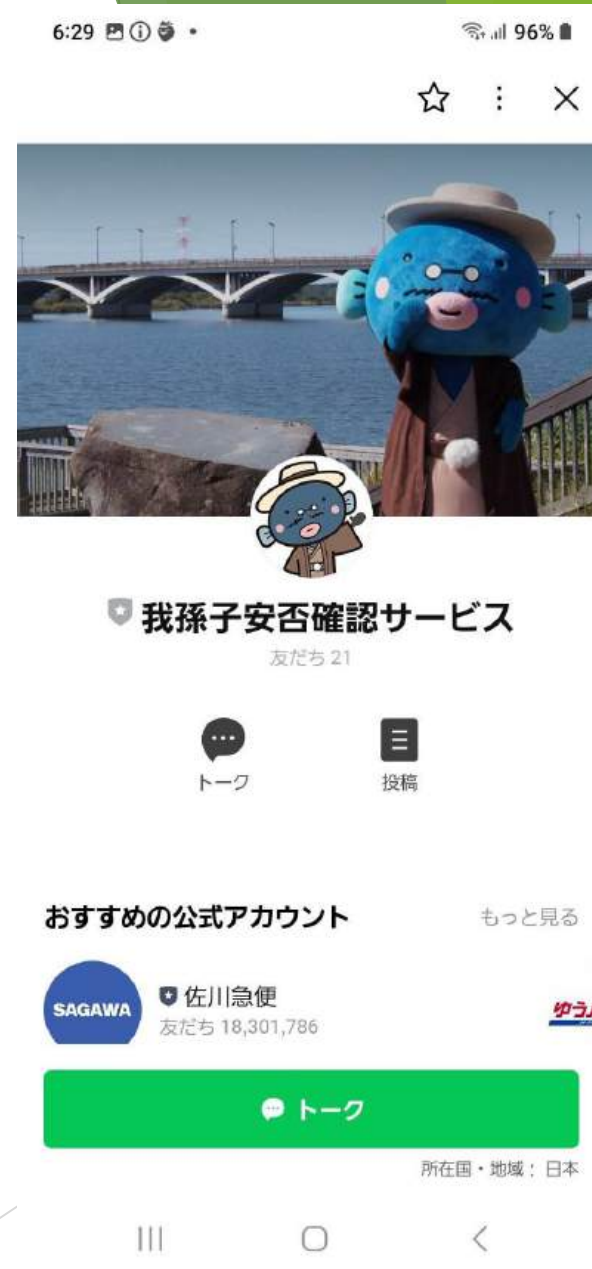 6:29
96%
我孫子安否確認サービス
友だち 21
トーク
投稿
おすすめの公式アカウント
もっと見る
SAGAWA
佐川急便
友だち 18,301,786
トーク
所在国・地域： 日本